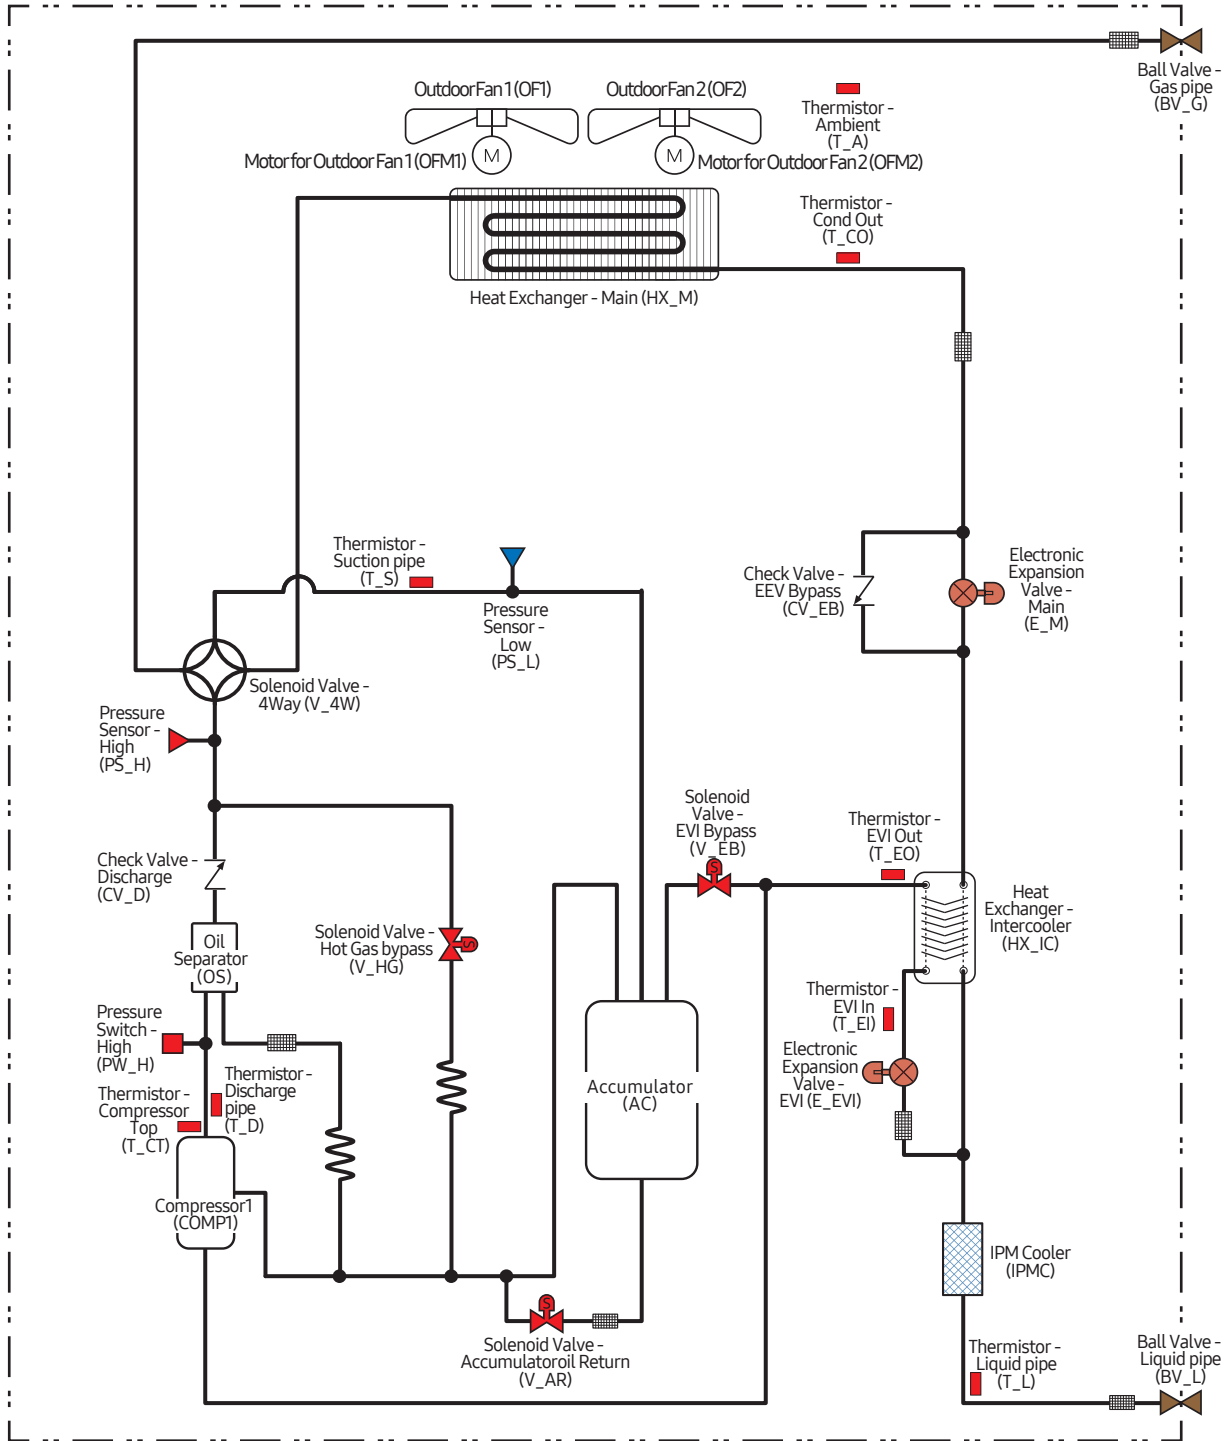 Ball Valve -
Gas pipe
(BV_G)
Outdoor Fan 1 (OF1)
Outdoor Fan 2 (OF2)
Thermistor -
Ambient
(T_A)
M
M
Motor for Outdoor Fan 1 (OFM1)
Motor for Outdoor Fan 2 (OFM2)
Thermistor -
Cond Out
(T_CO)
Heat Exchanger - Main (HX_M)
Thermistor -
Suction pipe
(T_S)
Pressure
Sensor -
Low
(PS_L)
Check Valve -
EEV Bypass
(CV_EB)
Electronic
Expansion
Valve -
Main
(E_M)
Solenoid Valve -
4Way (V_4W)
Pressure
Sensor -
High
(PS_H)
Solenoid
Valve -
EVI Bypass
(V_EB)
S
Thermistor -
EVI Out
(T_EO)
Check Valve -
Discharge
(CV_D)
Heat
Exchanger -
Intercooler
(HX_IC)
Oil
Separator
(OS)
Solenoid Valve -
Hot Gas bypass
(V_HG)
S
Thermistor -
EVI In
(T_EI)
Pressure
Switch -
High
(PW_H)
Electronic
Expansion
Valve -
EVI (E_EVI)
Thermistor -
Discharge
pipe
(T_D)
Thermistor -
Compressor
Top
(T_CT)
Accumulator
(AC)
Compressor1
(COMP1)
IPM Cooler
(IPMC)
S
Solenoid Valve -
Accumulatoroil Return
(V_AR)
Thermistor -
Liquid pipe
(T_L)
Ball Valve -
Liquid pipe
(BV_L)